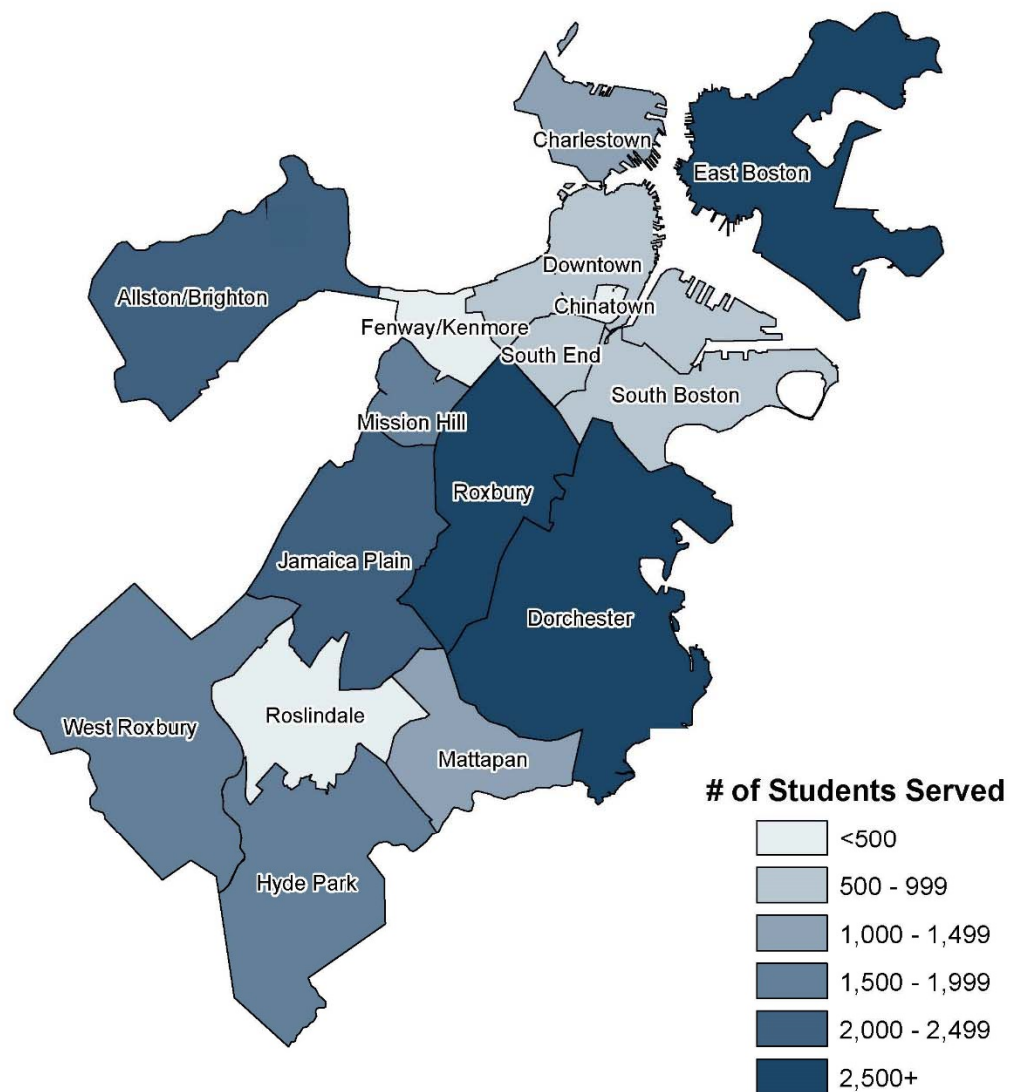 Charlestown
East Boston
Downtown
Allston/Brighton
Chinatown
Fenway/Kenmore
South End
South Boston
Mission Hill
Roxbury
Jamaica Plain
Dorchester
Roslindale
West Roxbury
Mattapan
Hyde Park
# of Students Served
<500
500 - 999
1,000 - 1,499
1,500 - 1,999
2,000 - 2,499
2,500+